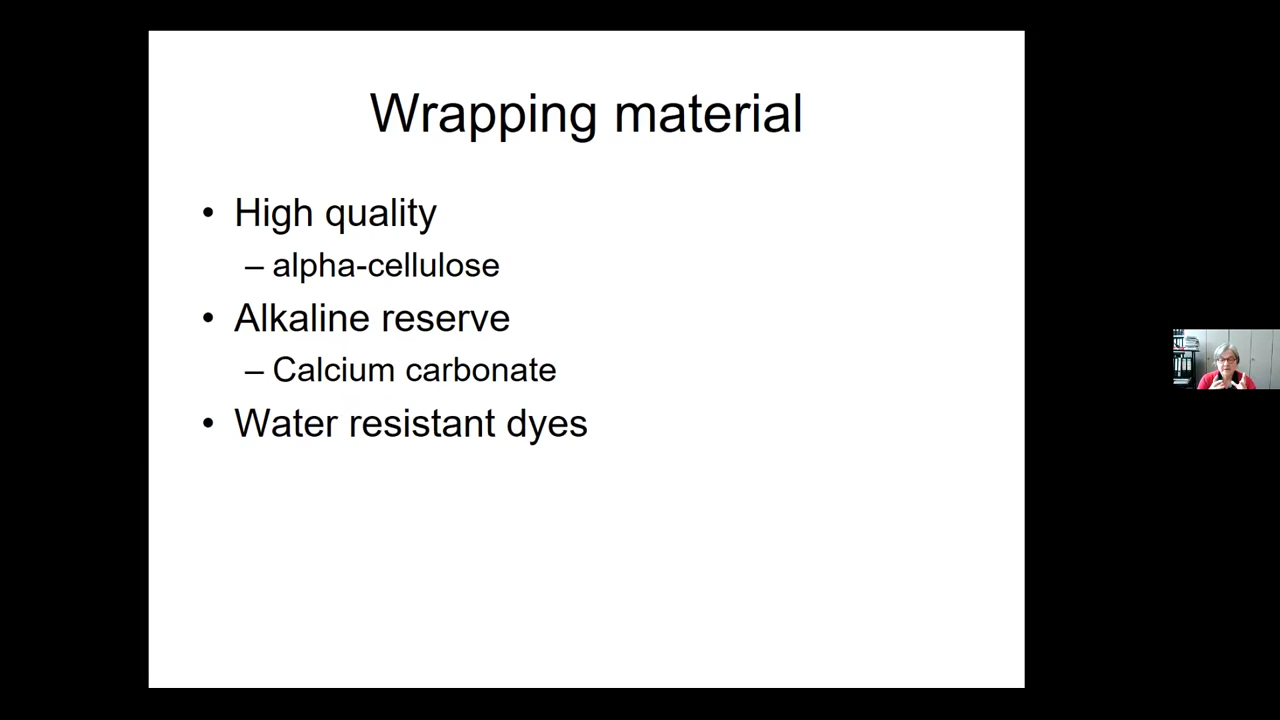 Wrapping material
• High quality
– alpha-cellulose
• Alkaline reserve
– Calcium carbonate
• Water resistant dyes